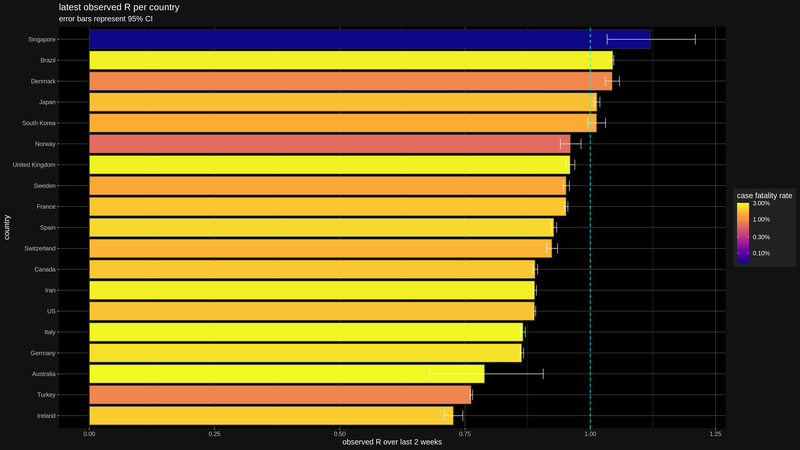 latest observed R per country
error bars represent 95% CI
Singapore
Brazil
Denmark
Japan
South Korea
Norway
United Kingdom
Sweden
France
Spain
Switzerland
Canada
Iran
US
Italy
Germany
Australia
Turkey
Ireland
country
0.00
0.25
0.50
0.75
1.00
1.25
observed R over last 2 weeks
case fatality rate
3.00%
1.00%
0.30%
0.10%